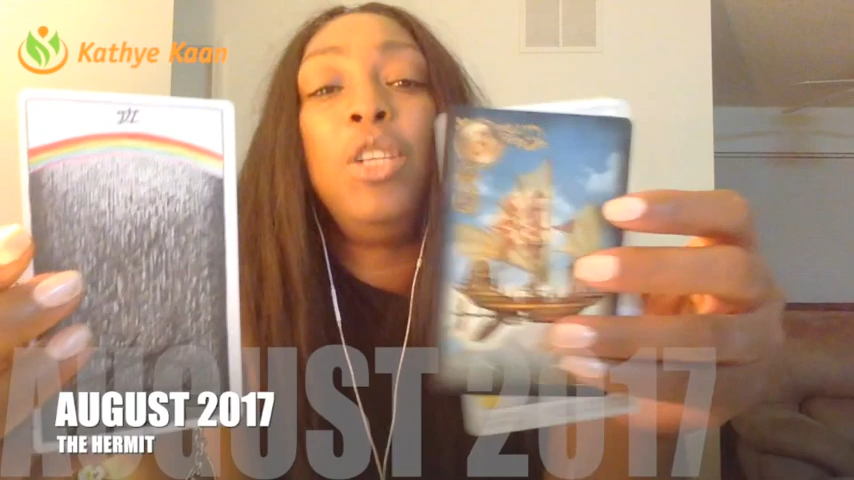 Kathye Kaan
VI
AUGUST 2017
AUGUST 2017
THE HERMIT